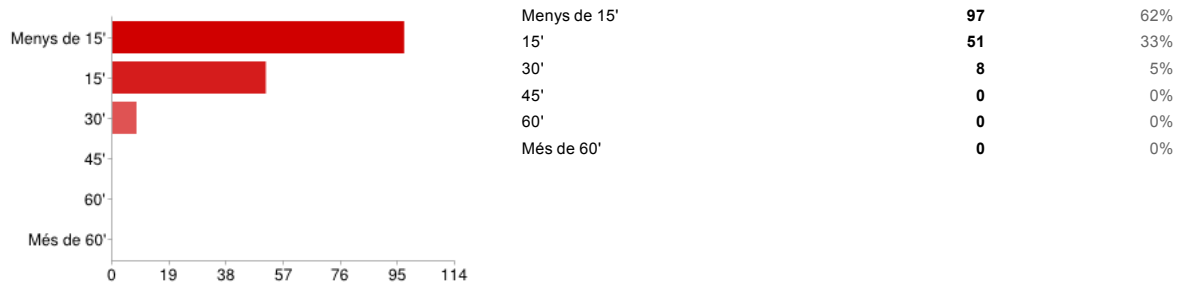 Menys de 15'
15'
30'
45'
60'
Més de 60'
0 19 38 57 76 95 114
Menys de 15' 97 62%
15' 51 33%
30' 8 5%
45' 0 0%
60' 0 0%
Més de 60' 0 0%